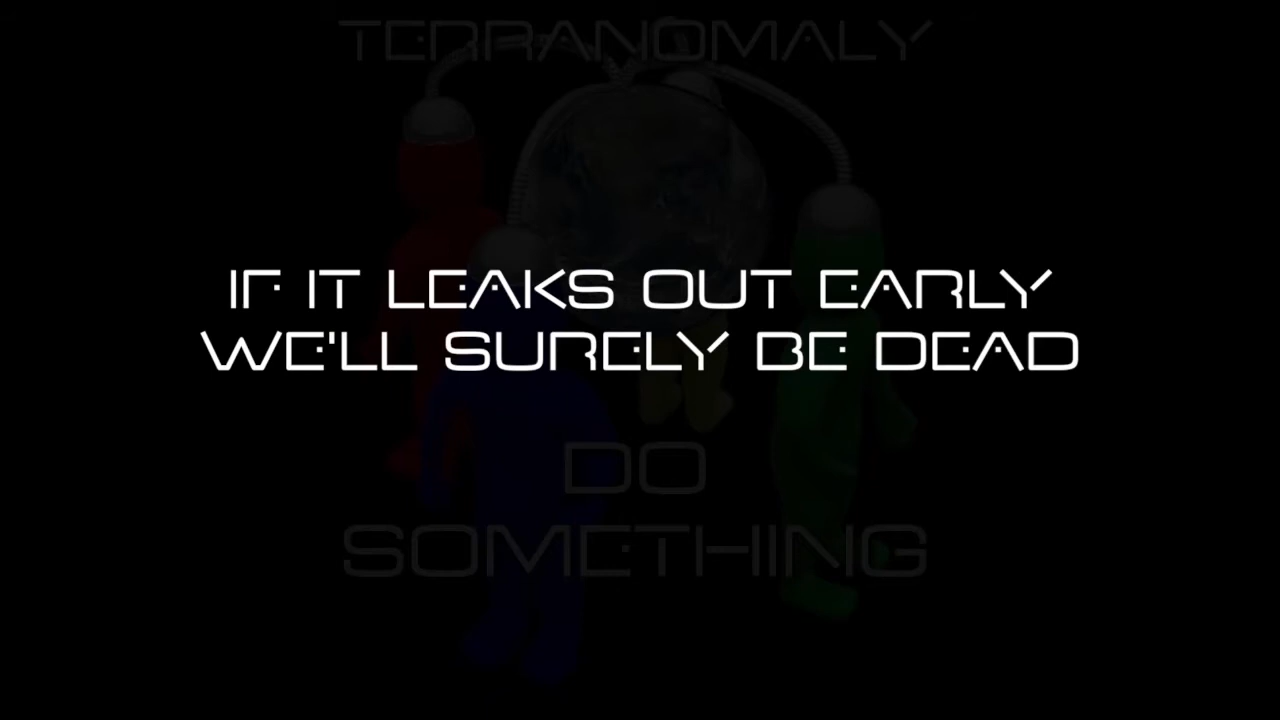 TERRANOMALY
IF IT LEAKS OUT EARLY
WE'LL SURELY BE DEAD
DO
SOMETHING